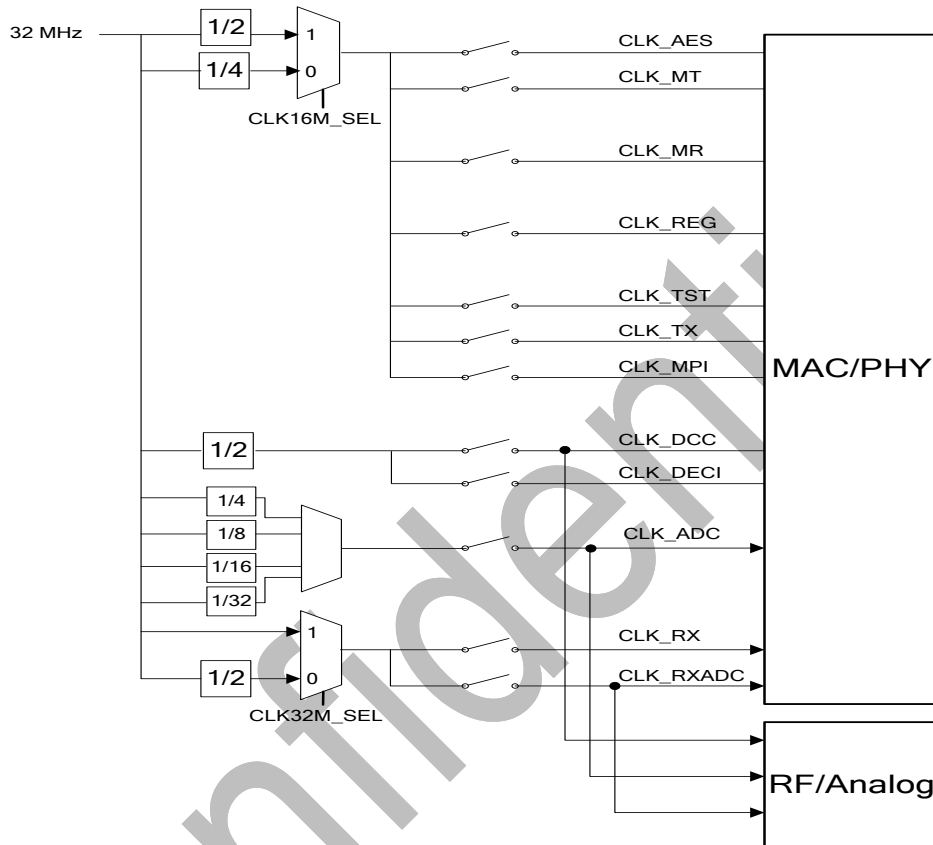 32 MHz
1/2
1
1/4
0
CLK16M_SEL
CLK_AES
CLK_MT
CLK_MR
CLK_REG
CLK_TST
CLK_TX
CLK_MPI
MAC/PHY
1/2
CLK_DCC
CLK_DECI
1/4
1/8
1/16
1/32
CLK_ADC
1
1/2
0
CLK32M_SEL
CLK_RX
CLK_RXADC
RF/Analog
nfidenti